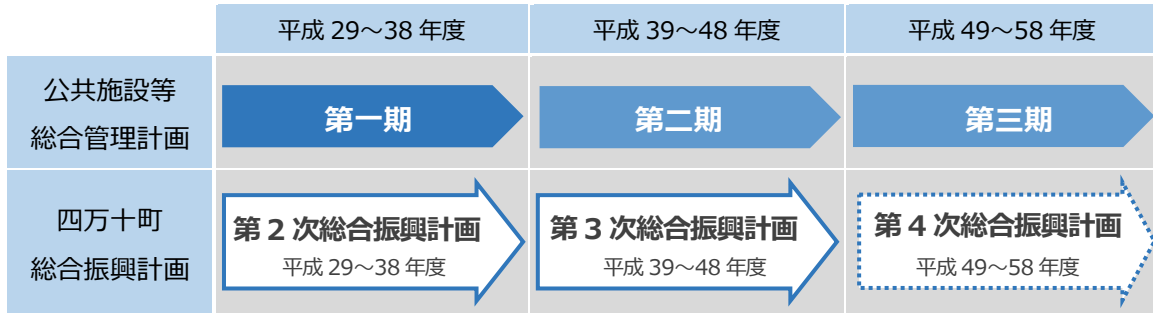 平成 29～38 年度
平成 39～48 年度
平成 49～58 年度
公共施設等
総合管理計画
第一期
第二期
第三期
四万十町
総合振興計画
第 2 次総合振興計画
平成 29～38 年度
第 3 次総合振興計画
平成 39～48 年度
第 4 次総合振興計画
平成 49～58 年度